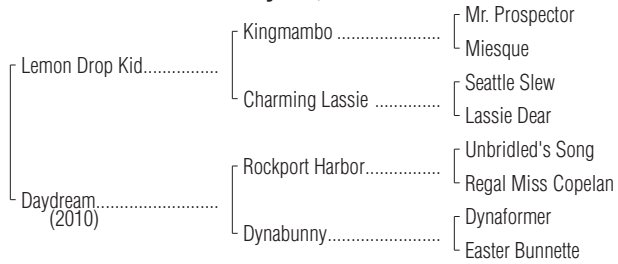 Mr. Prospector
Kingmambo ......................
Miesque
Lemon Drop Kid................
Seattle Slew
Charming Lassie ..............
Lassie Dear
Unbridled's Song
Rockport Harbor................
Regal Miss Copelan
Daydream..........................
(2010)
Dynaformer
Dynabunny........................
Easter Bunnette